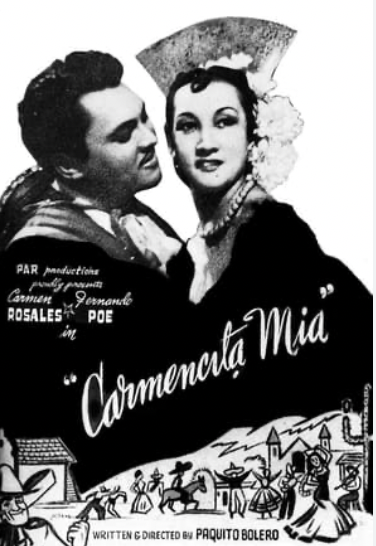 PAR productions
proudly presents
Carmen Fernando
ROSALES POE
in
"Carmencita Mia"
WRITTEN & DIRECTED BY PAQUITO BOLERO